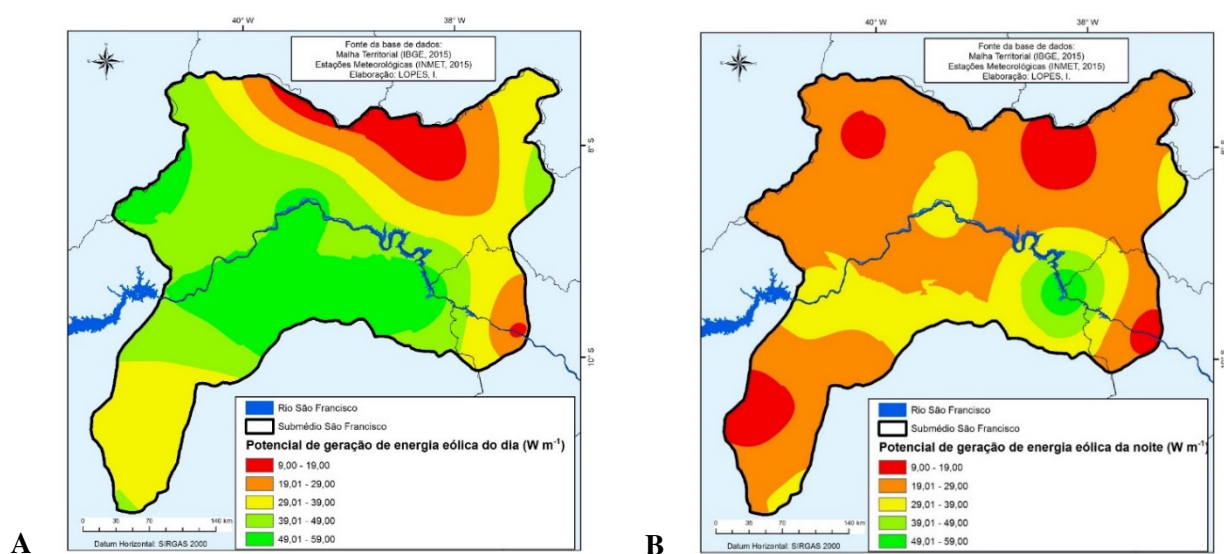 40° W
38° W
Fonte da base de dados:
Malha Territorial (IBGE, 2015)
Estações Meteorológicas (INMET, 2015)
Elaboração: LOPES, I.
8° S
10° S
Rio São Francisco
Submédio São Francisco
Potencial de geração de energia eólica do dia (W m⁻¹)
9,00 - 19,00
19,01 - 29,00
29,01 - 39,00
39,01 - 49,00
49,01 - 59,00
0 35 70 140 km
Datum Horizontal: SIRGAS 2000
A
40° W
38° W
Fonte da base de dados:
Malha Territorial (IBGE, 2015)
Estações Meteorológicas (INMET, 2015)
Elaboração: LOPES, I.
8° S
10° S
Rio São Francisco
Submédio São Francisco
Potencial de geração de energia eólica da noite (W m⁻¹)
9,00 - 19,00
19,01 - 29,00
29,01 - 39,00
39,01 - 49,00
49,01 - 59,00
0 35 70 140 km
Datum Horizontal: SIRGAS 2000
B